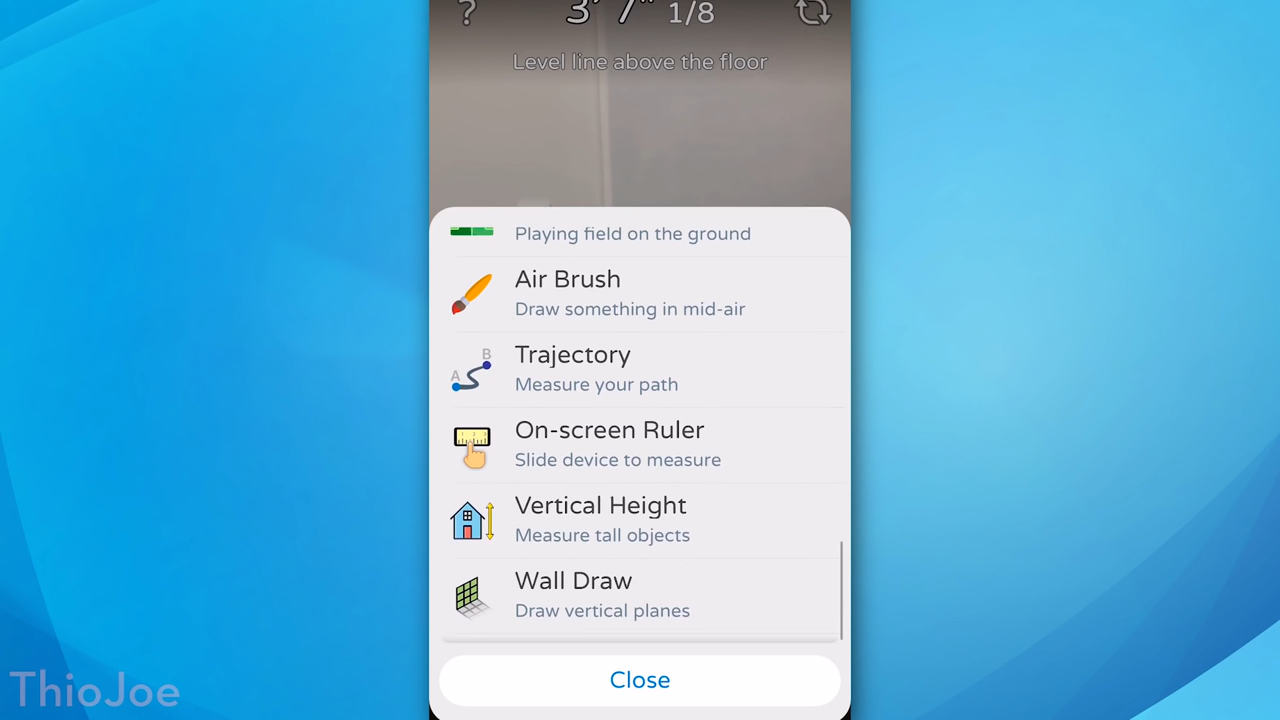 ? 3' 7" 1/8
Level line above the floor
Playing field on the ground
Air Brush
Draw something in mid-air
A B
Trajectory
Measure your path
On-screen Ruler
Slide device to measure
Vertical Height
Measure tall objects
Wall Draw
Draw vertical planes
Close
ThioJoe